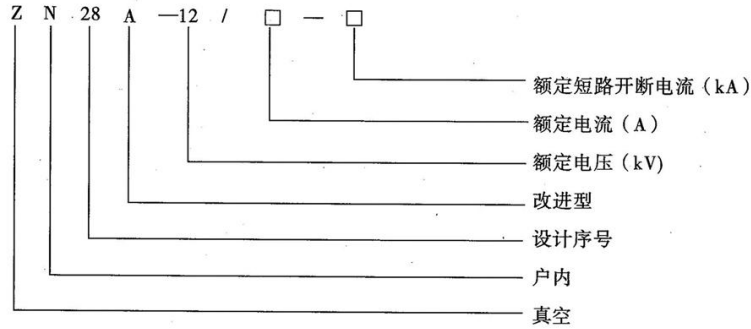 Z N 28 A —12 / □ — □
额定短路开断电流（kA）
额定电流（A）
额定电压（kV)
改进型
设计序号
户内
真空